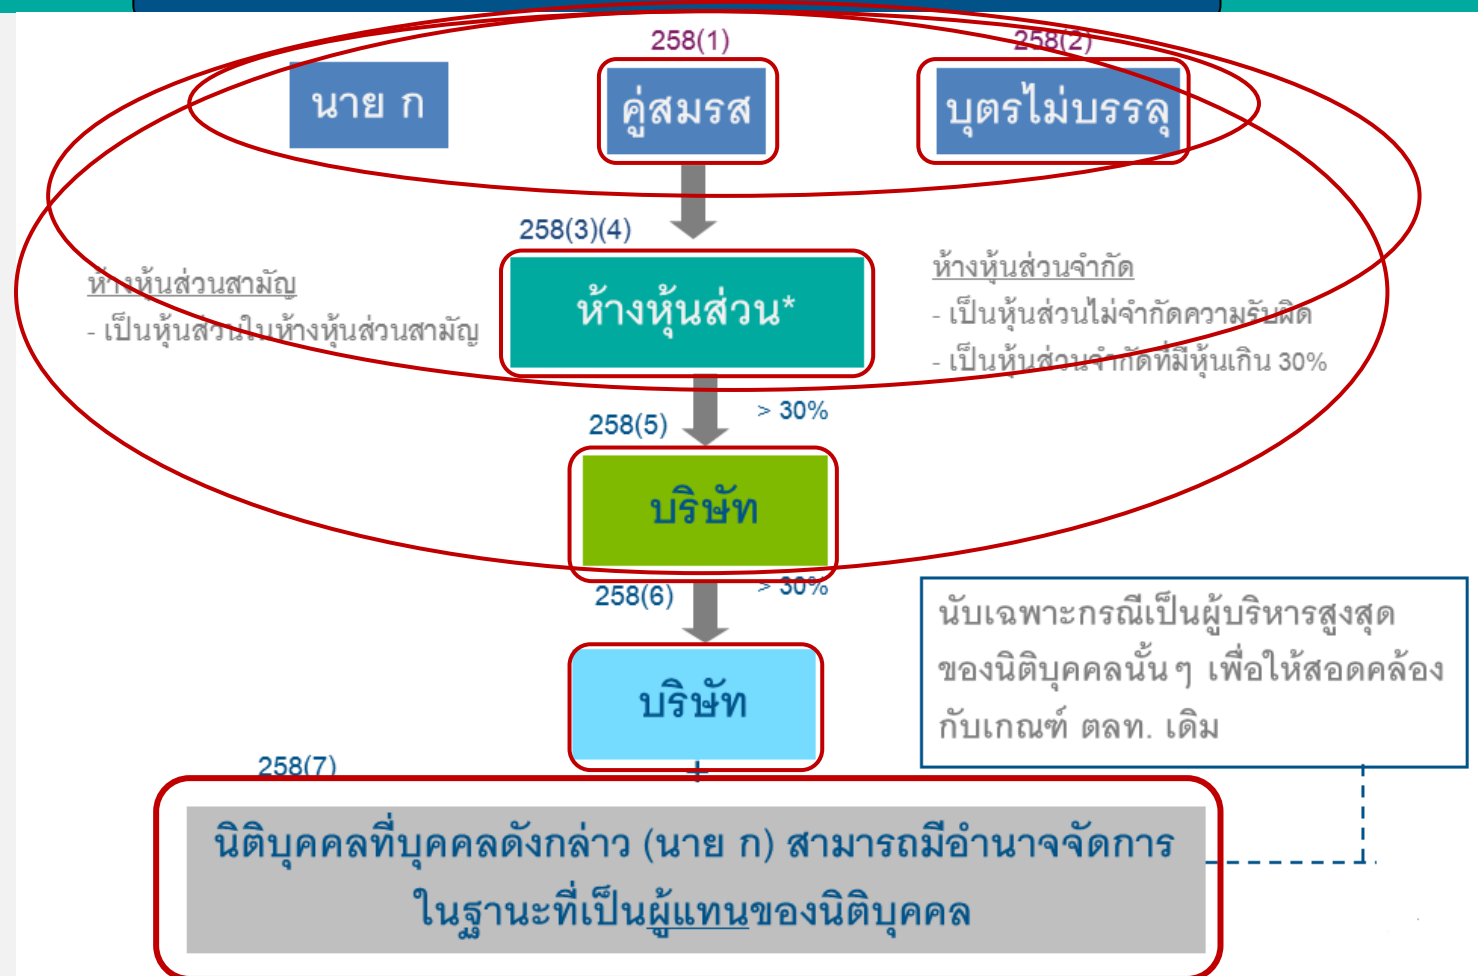 258(1)
258(2)
นาย ก
คู่สมรส
บุตรไม่บรรลุ
258(3)(4)
ห้างหุ้นส่วนสามัญ
- เป็นหุ้นส่วนในห้างหุ้นส่วนสามัญ
ห้างหุ้นส่วน*
ห้างหุ้นส่วนจำกัด
- เป็นหุ้นส่วนไม่จำกัดความรับผิด
- เป็นหุ้นส่วนจำกัดที่มีหุ้นเกิน 30%
258(5)
> 30%
บริษัท
258(6)
> 30%
บริษัท
นับเฉพาะกรณีเป็นผู้บริหารสูงสุด
ของนิติบุคคลนั้นๆ เพื่อให้สอดคล้อง
กับเกณฑ์ ตลท. เดิม
258(7)
+
นิติบุคคลที่บุคคลดังกล่าว (นาย ก) สามารถมีอำนาจจัดการ
ในฐานะที่เป็นผู้แทนของนิติบุคคล